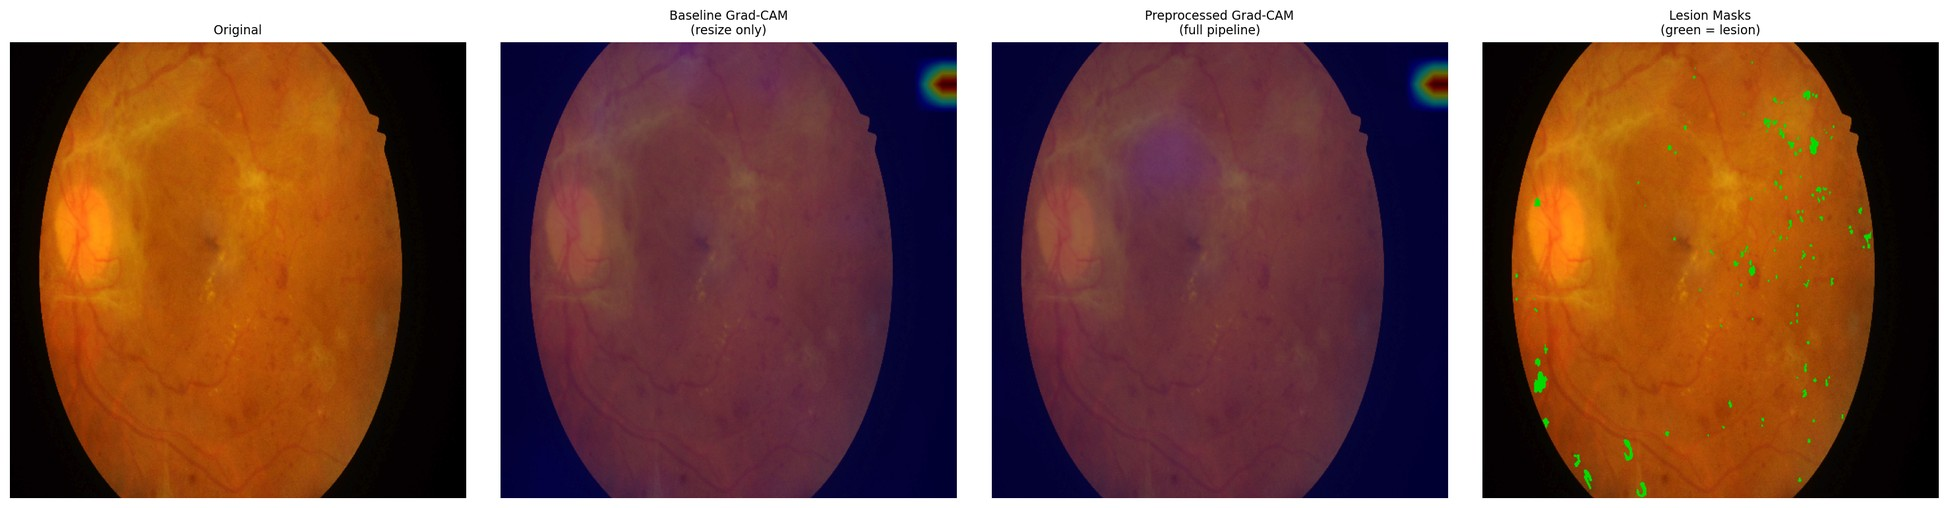 Original
Baseline Grad-CAM
(resize only)
Preprocessed Grad-CAM
(full pipeline)
Lesion Masks
(green = lesion)